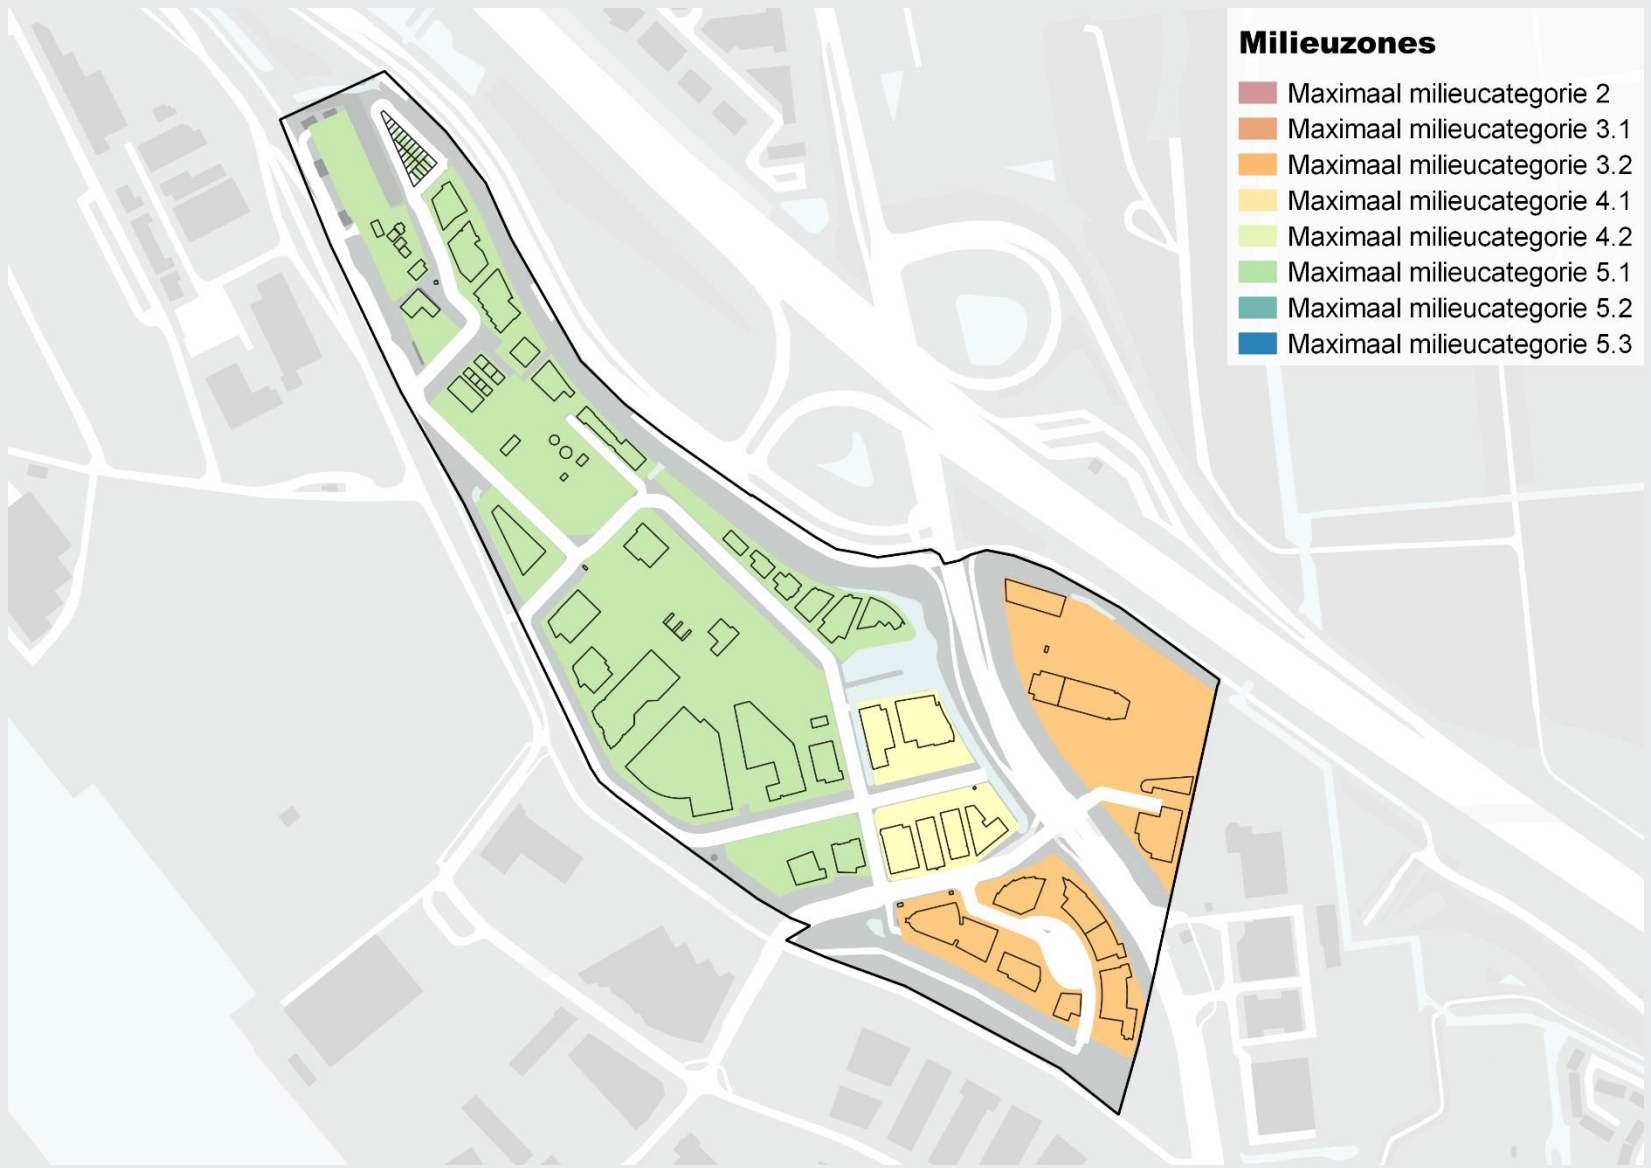 Milieuzones
Maximaal milieucategorie 2
Maximaal milieucategorie 3.1
Maximaal milieucategorie 3.2
Maximaal milieucategorie 4.1
Maximaal milieucategorie 4.2
Maximaal milieucategorie 5.1
Maximaal milieucategorie 5.2
Maximaal milieucategorie 5.3